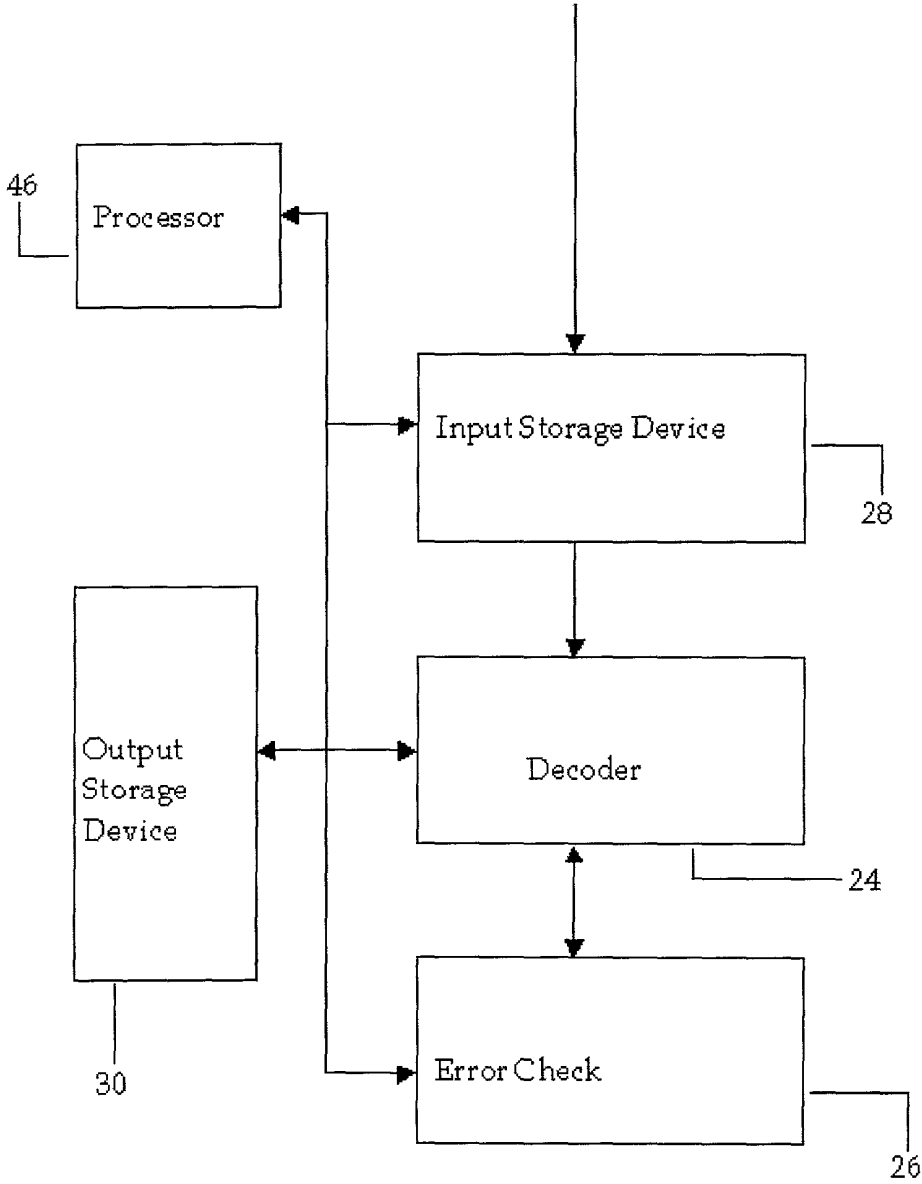 46
Processor
Input Storage Device
28
Output
Storage
Device
Decoder
24
30
Error Check
26